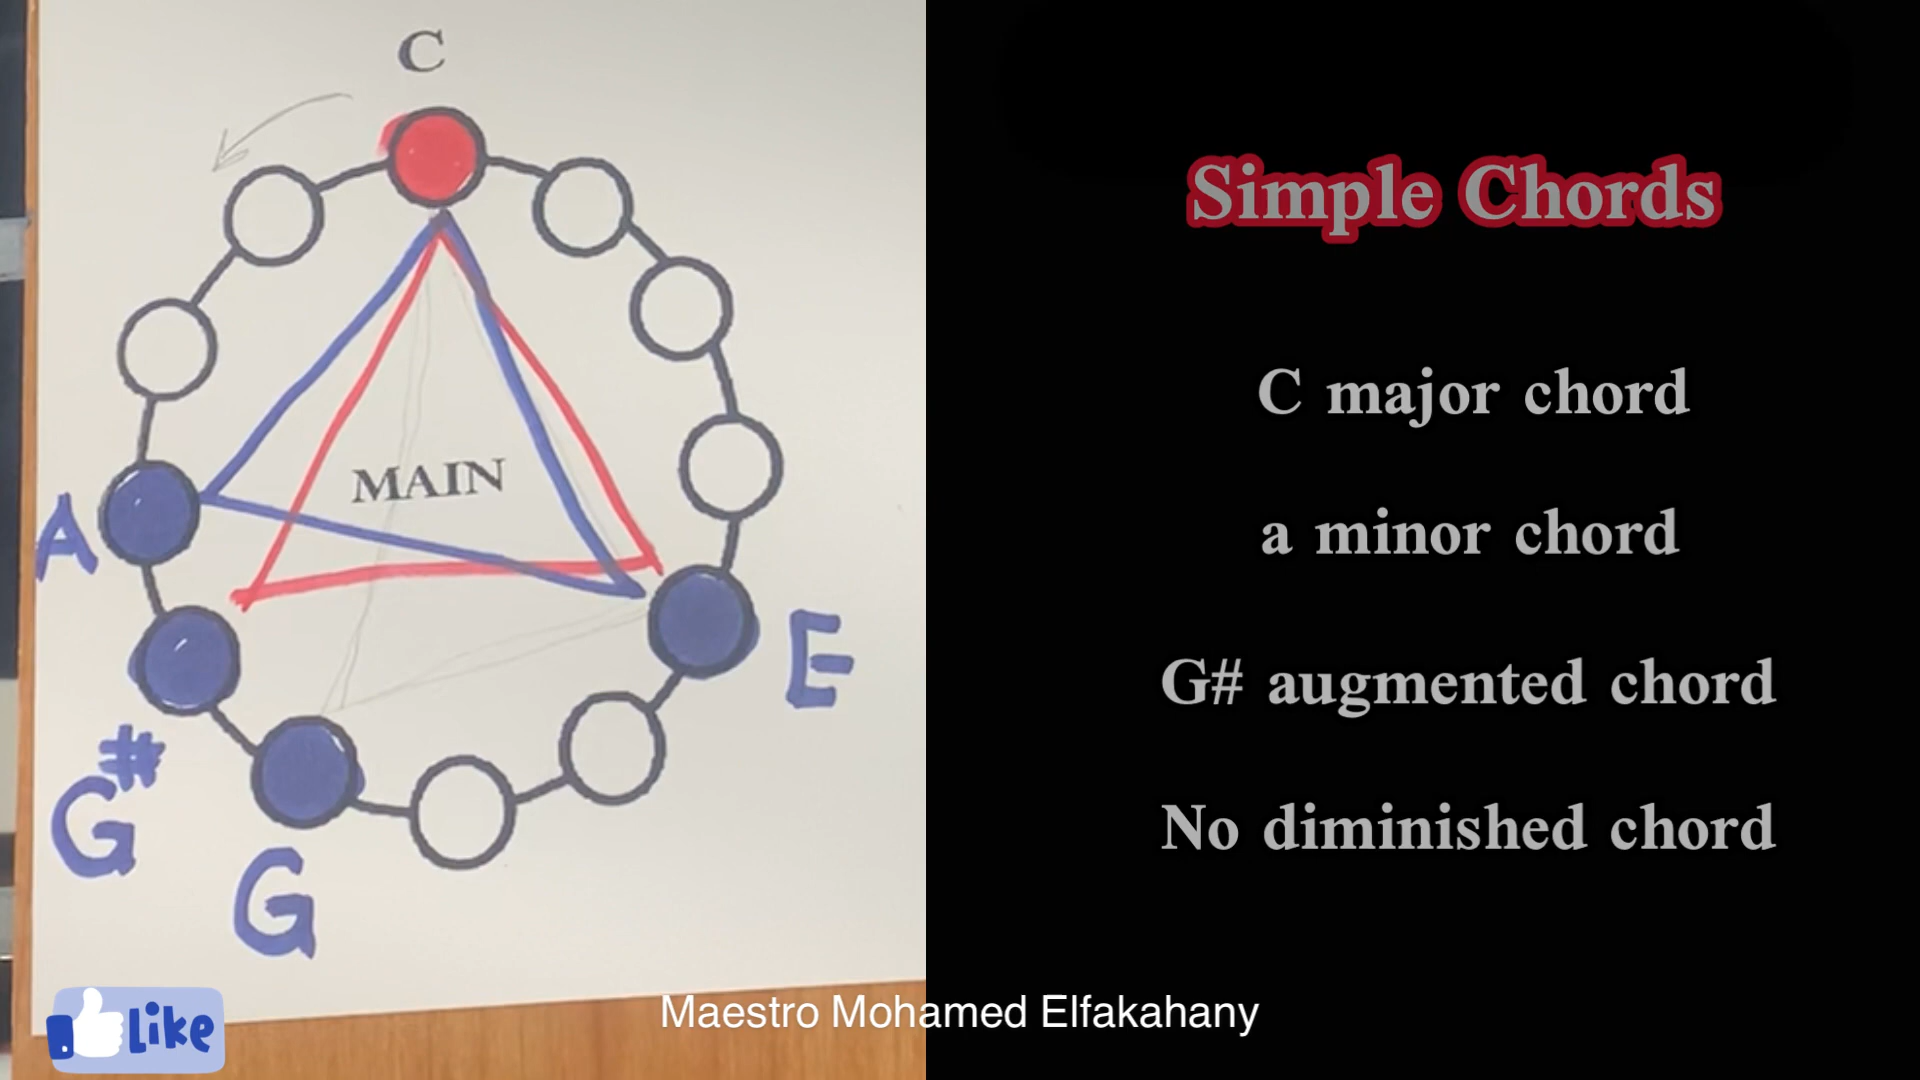 C
MAIN
A
E
G#
G
Like
Simple Chords
C major chord
a minor chord
G# augmented chord
No diminished chord
Maestro Mohamed Elfakahany